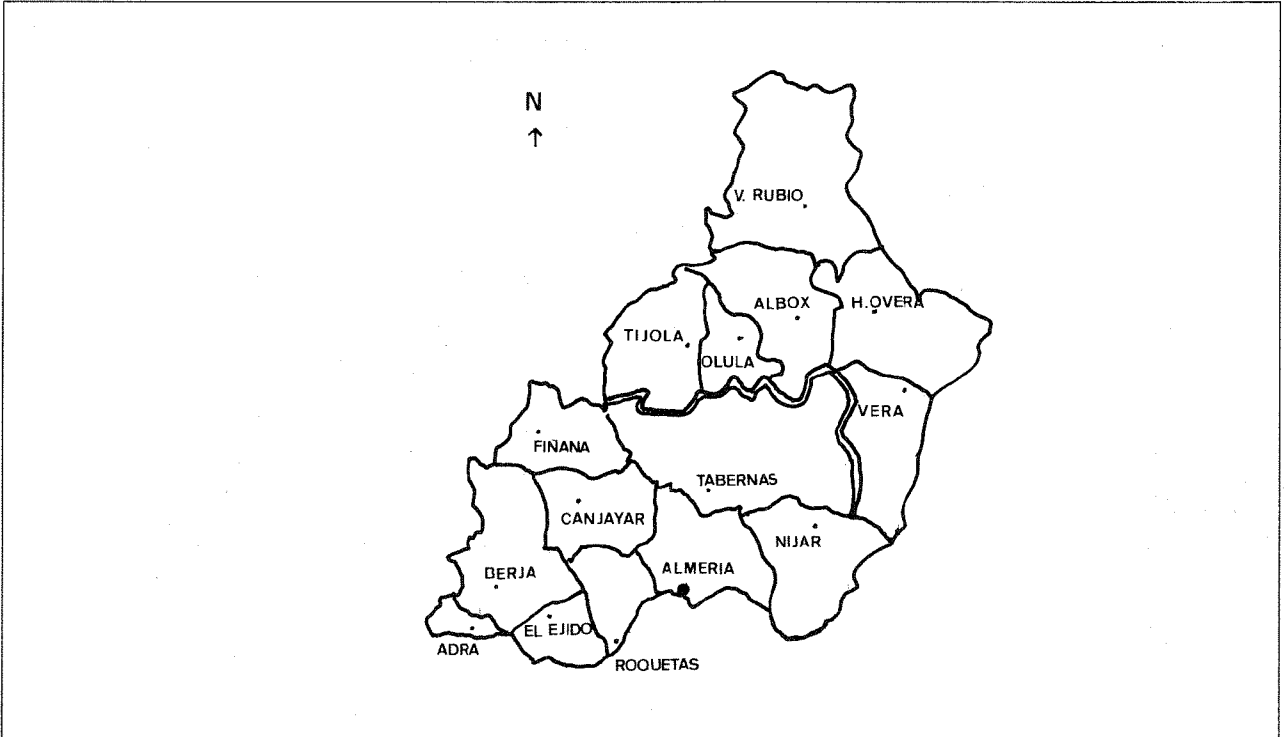 N
V. RUBIO
ALBOX
H.OVERA
TIJOLA
OLULA
VERA
FIÑANA
TABERNAS
CANJAYAR
NIJAR
BERJA
ALMERIA
EL EJIDO
ADRA
ROQUETAS